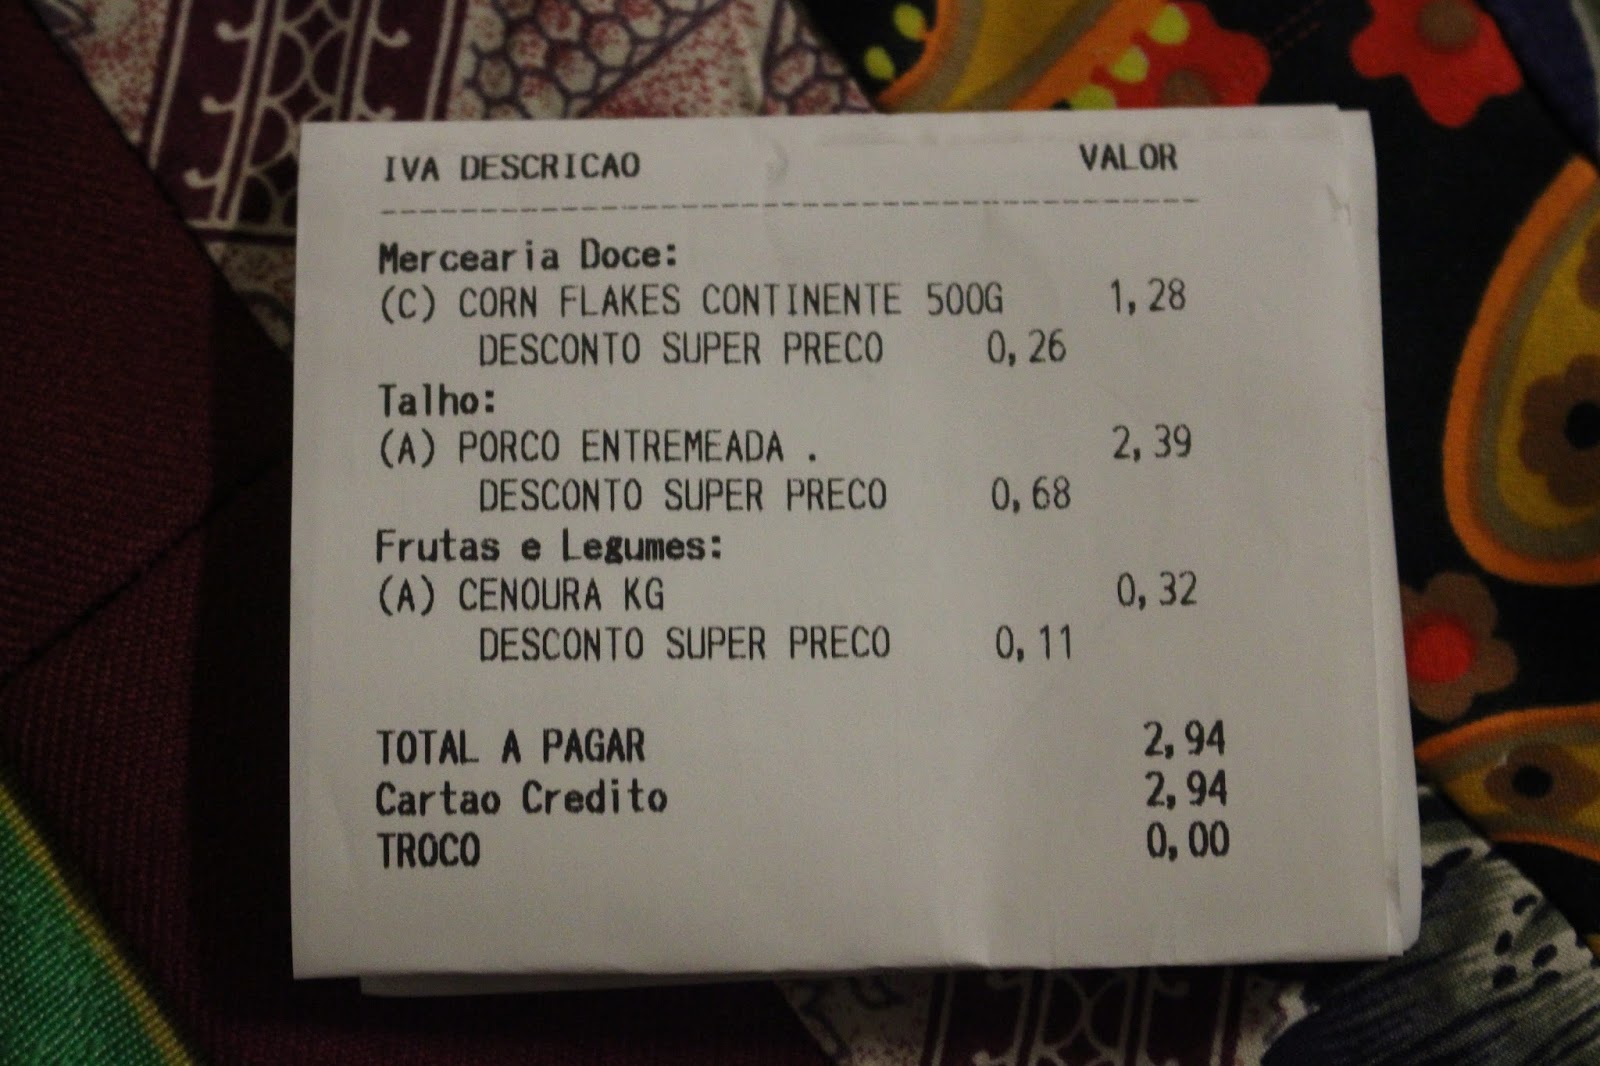 IVA DESCRICAO VALOR
-----------------------------------------
Mercearia Doce:
(C) CORN FLAKES CONTINENTE 500G 1,28
DESCONTO SUPER PRECO 0,26
Talho:
(A) PORCO ENTREMEADA . 2,39
DESCONTO SUPER PRECO 0,68
Frutas e Legumes:
(A) CENOURA KG 0,32
DESCONTO SUPER PRECO 0,11
TOTAL A PAGAR 2,94
Cartao Credito 2,94
TROCO 0,00